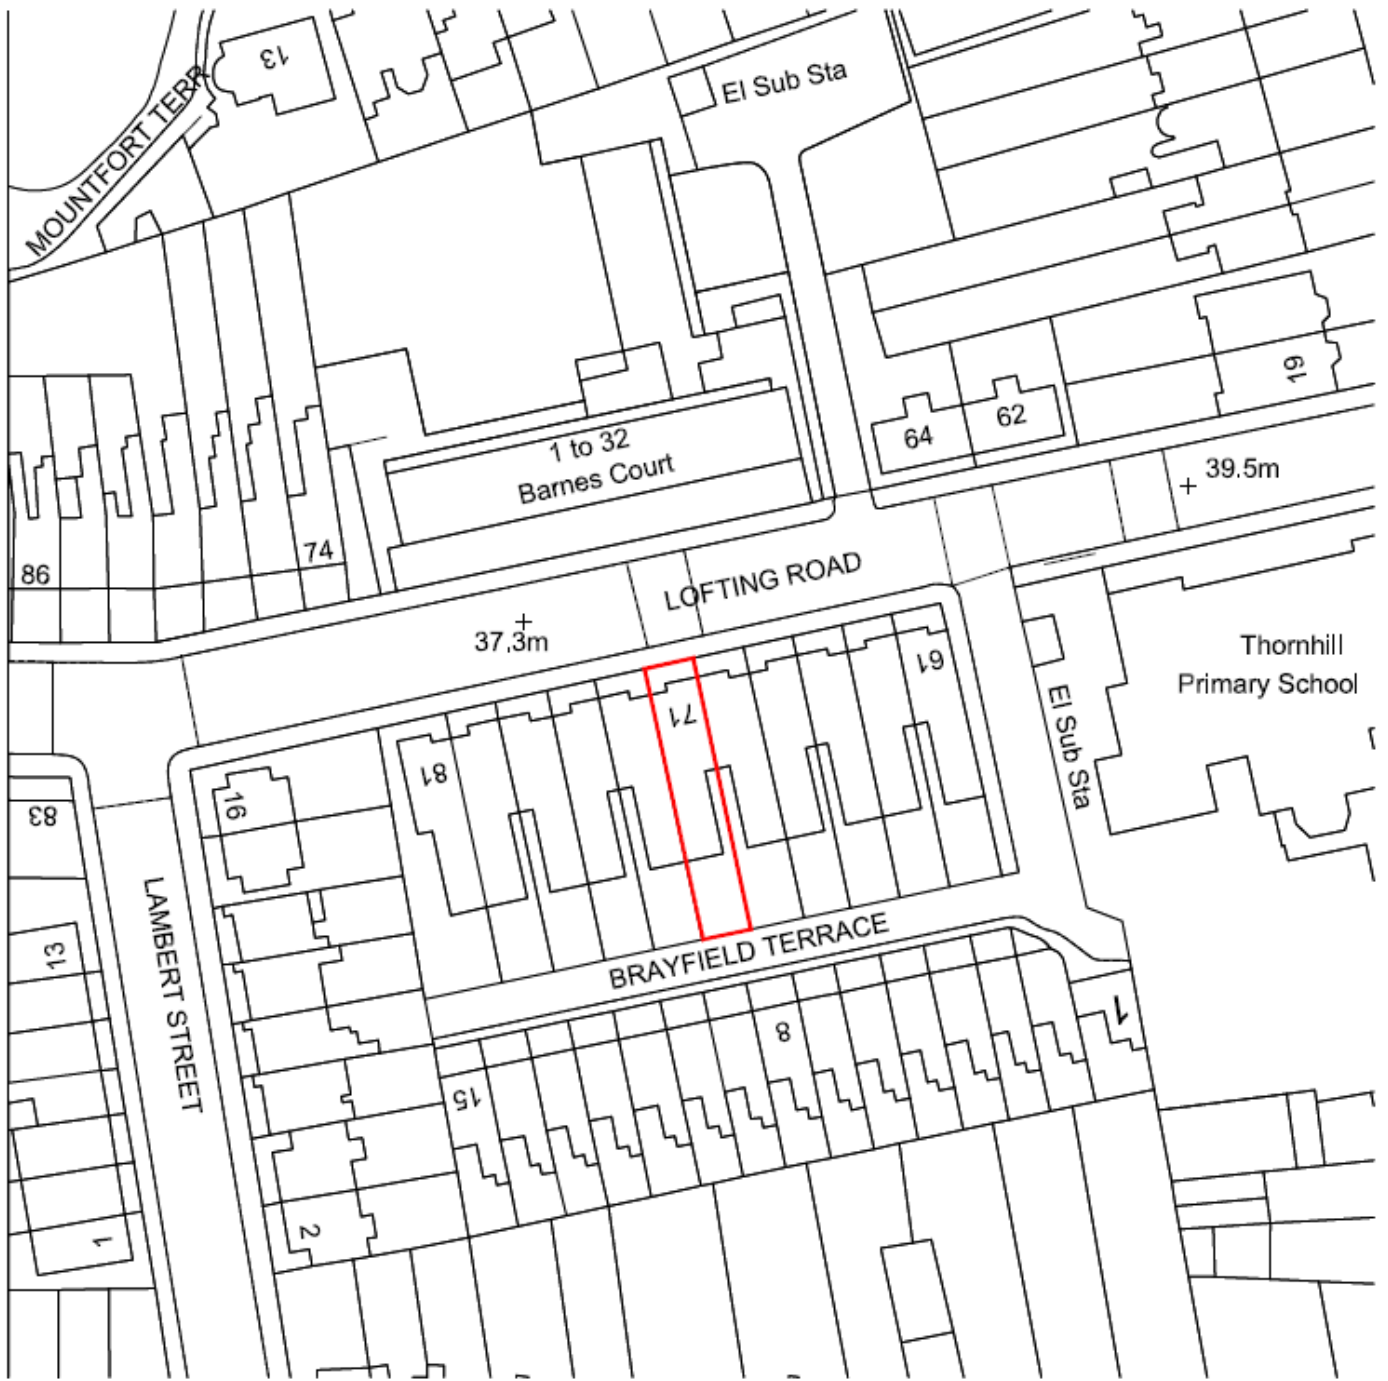 13
El Sub Sta
MOUNTFORT TERR
19
62
64
1 to 32
Barnes Court
39.5m
74
86
LOFTING ROAD
37.3m
61
Thornhill
Primary School
71
El Sub Sta
81
16
83
LAMBERT STREET
13
BRAYFIELD TERRACE
8
1
15
2
1